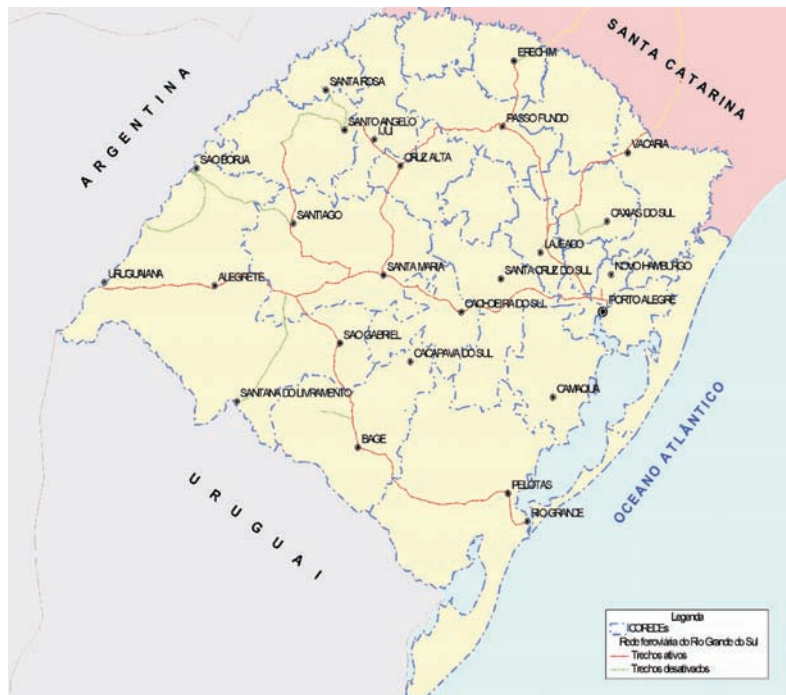 SANTA CATARINA
ARGENTINA
ERECHIM
SANTA ROSA
SANTO ANGELO
IJUI
PASSO FUNDO
VACARIA
CRUZ ALTA
SAO BORJA
SANTIAGO
CAXIAS DO SUL
LAJEADO
SANTA MARIA
SANTA CRUZ DO SUL
NOVO HAMBURGO
URUGUAIANA
ALEGRETE
CACHOEIRA DO SUL
PORTO ALEGRE
SAO GABRIEL
CACAPAVA DO SUL
SANTANA DO LIVRAMENTO
CAMAQUA
BAGE
OCEANO ATLÂNTICO
URUGUAI
PELOTAS
RIO GRANDE
Legenda
COREDEs
Rede ferroviária do Rio Grande do Sul
Trechos ativos
Trechos desativados